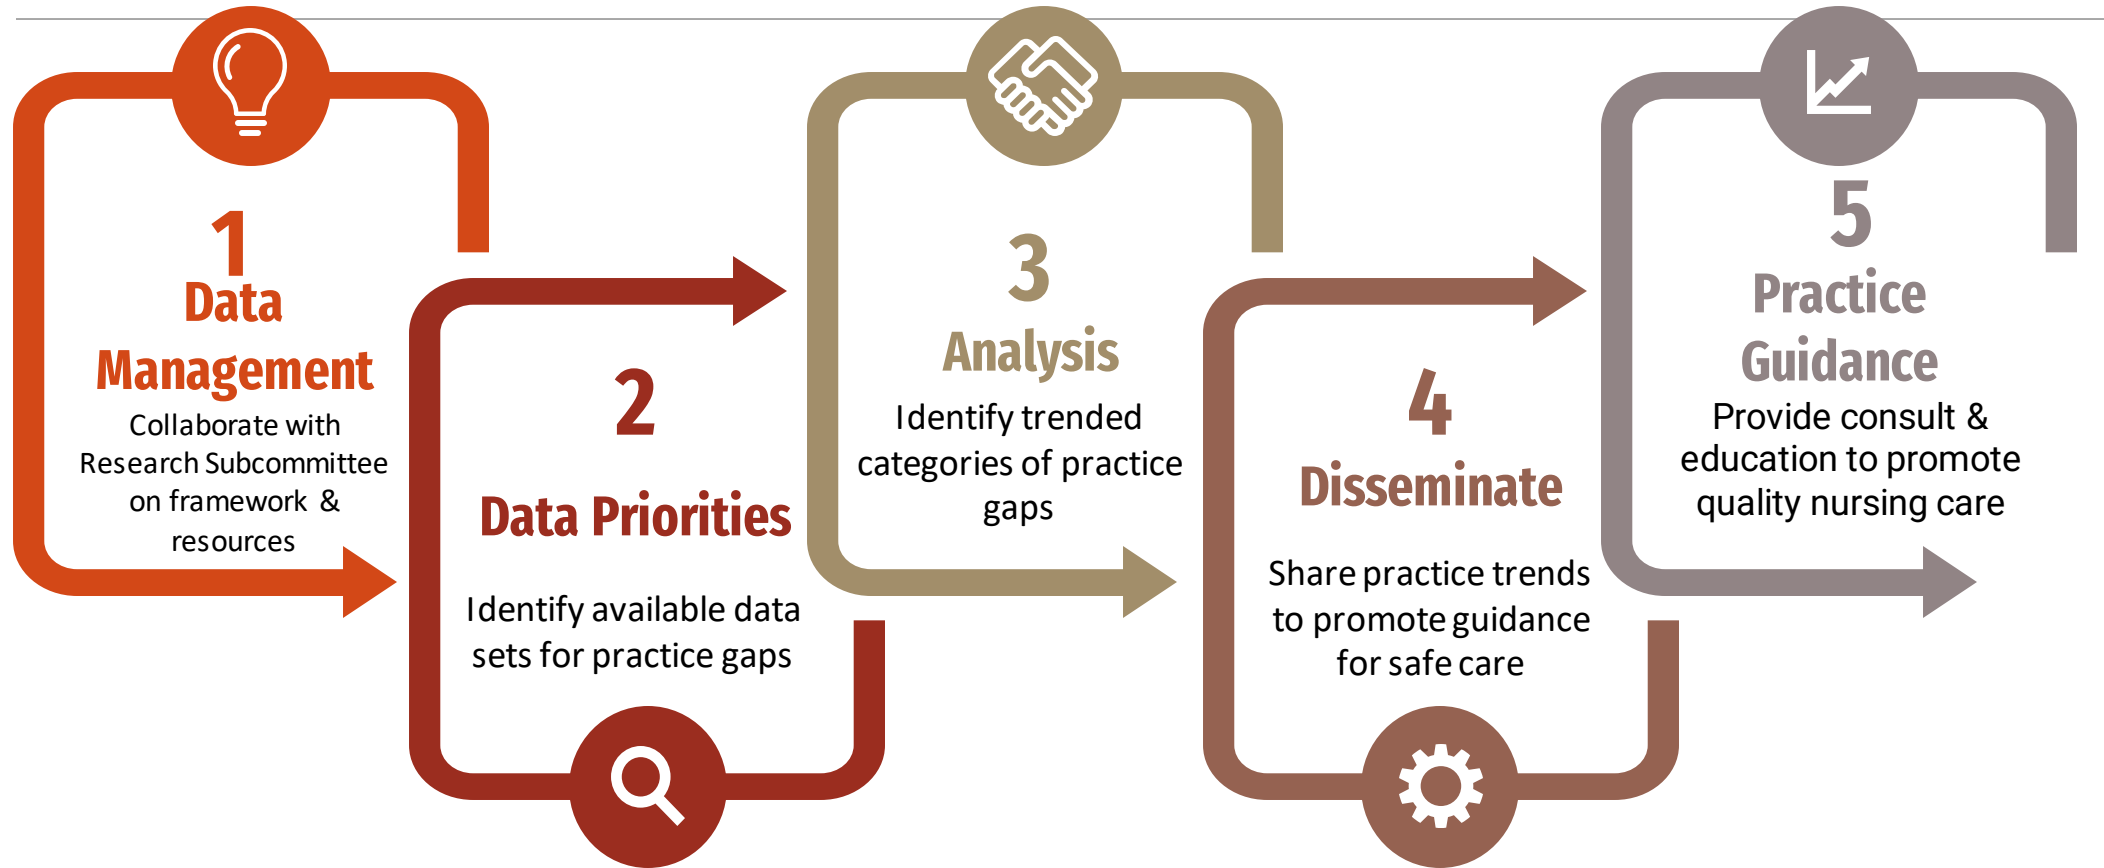 1
Data
Management
Collaborate with
Research Subcommittee
on framework &
resources
2
Data Priorities
Identify available data
sets for practice gaps
3
Analysis
Identify trended
categories of practice
gaps
4
Disseminate
Share practice trends
to promote guidance
for safe care
5
Practice
Guidance
Provide consult &
education to promote
quality nursing care